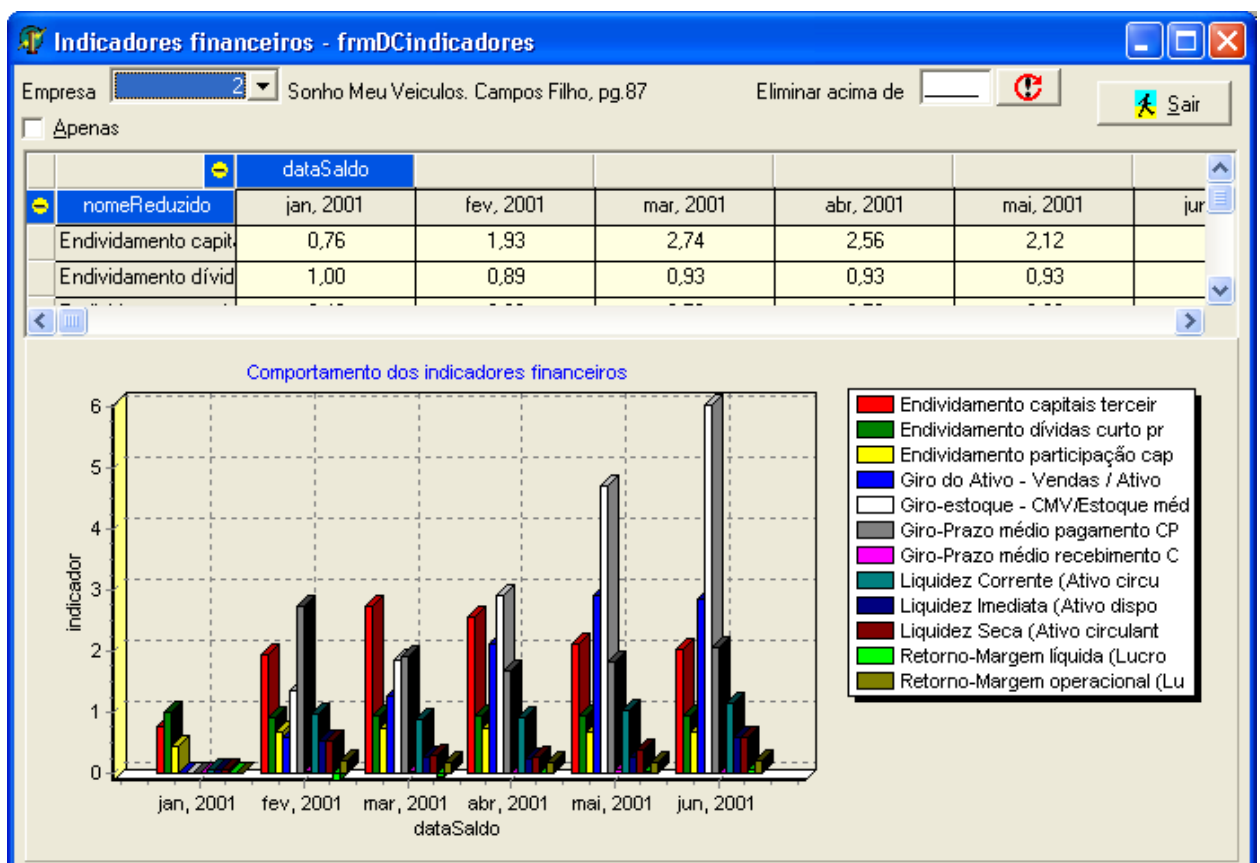 Indicadores financeiros - frmDCindicadores
Empresa 2 Sonho Meu Veiculos. Campos Filho, pg.87 Eliminar acima de ____ Sair
Apenas
dataSaldo
nomeReduzido jan, 2001 fev, 2001 mar, 2001 abr, 2001 mai, 2001 jur
Endividamento capit 0,76 1,93 2,74 2,56 2,12
Endividamento dívid 1,00 0,89 0,93 0,93 0,93
Comportamento dos indicadores financeiros
6
5
4
3
2
1
0
indicador
jan, 2001 fev, 2001 mar, 2001 abr, 2001 mai, 2001 jun, 2001
dataSaldo
Endividamento capitais terceir
Endividamento dívidas curto pr
Endividamento participação cap
Giro do Ativo - Vendas / Ativo
Giro-estoque - CMV/Estoque méd
Giro-Prazo médio pagamento CP
Giro-Prazo médio recebimento C
Liquidez Corrente (Ativo circu
Liquidez Imediata (Ativo dispo
Liquidez Seca (Ativo circulant
Retorno-Margem líquida (Lucro
Retorno-Margem operacional (Lu